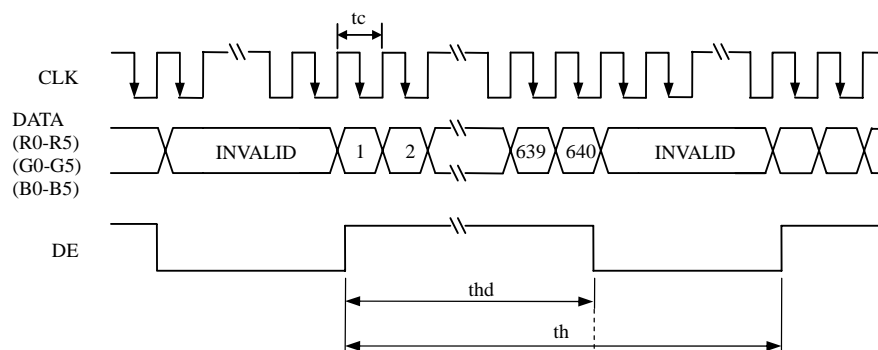 tc
CLK
DATA
(R0-R5)
(G0-G5)
(B0-B5)
INVALID 1 2 639 640 INVALID
DE
thd
th